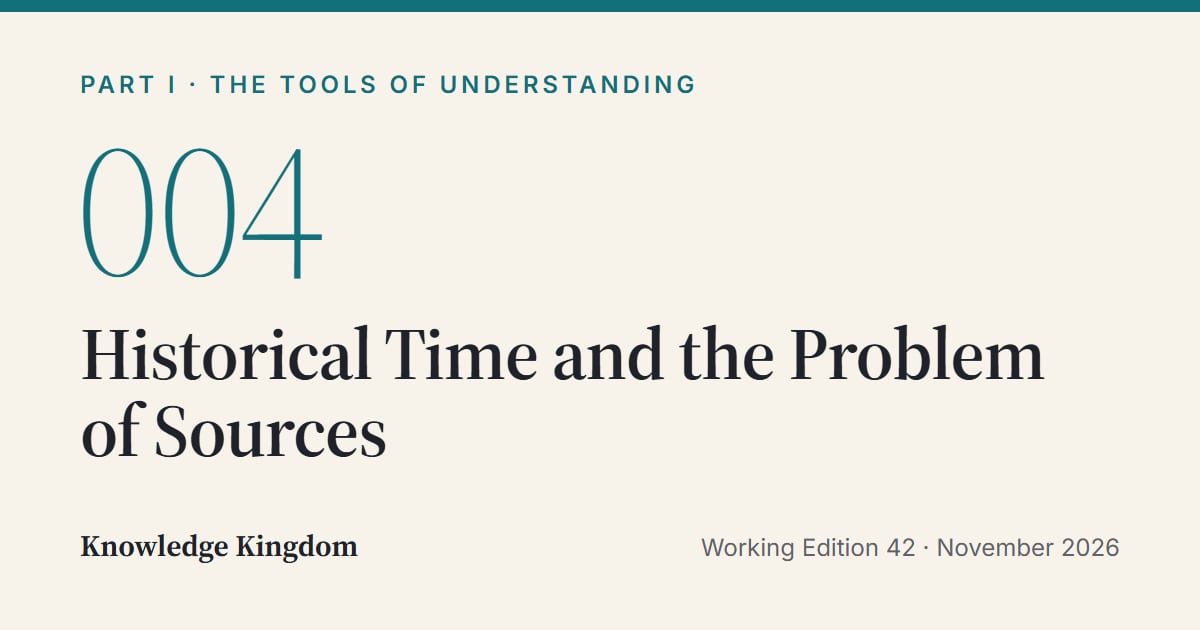 PART I · THE TOOLS OF UNDERSTANDING
004
Historical Time and the Problem
of Sources
Knowledge Kingdom
Working Edition 42 · November 2026